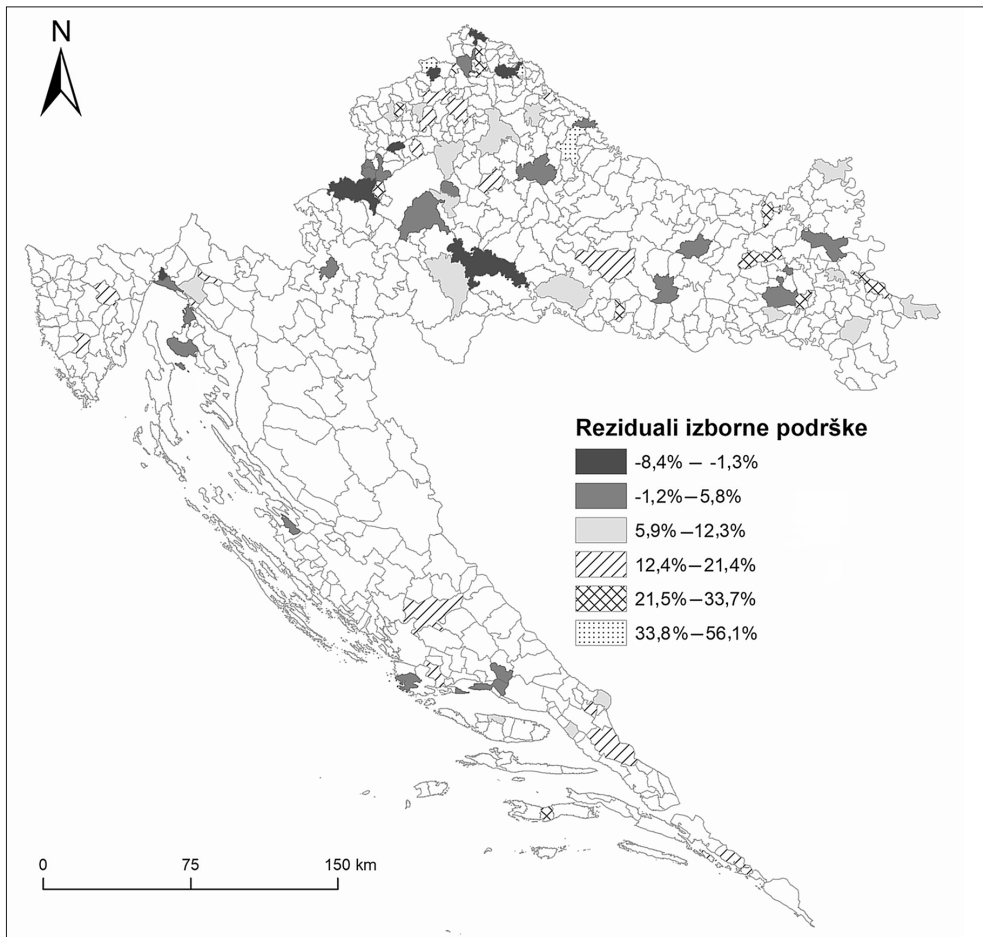 N
Reziduali izborne podrške
-8,4% — -1,3%
-1,2%—5,8%
5,9% —12,3%
12,4%—21,4%
21,5%—33,7%
33,8%—56,1%
0 75 150 km